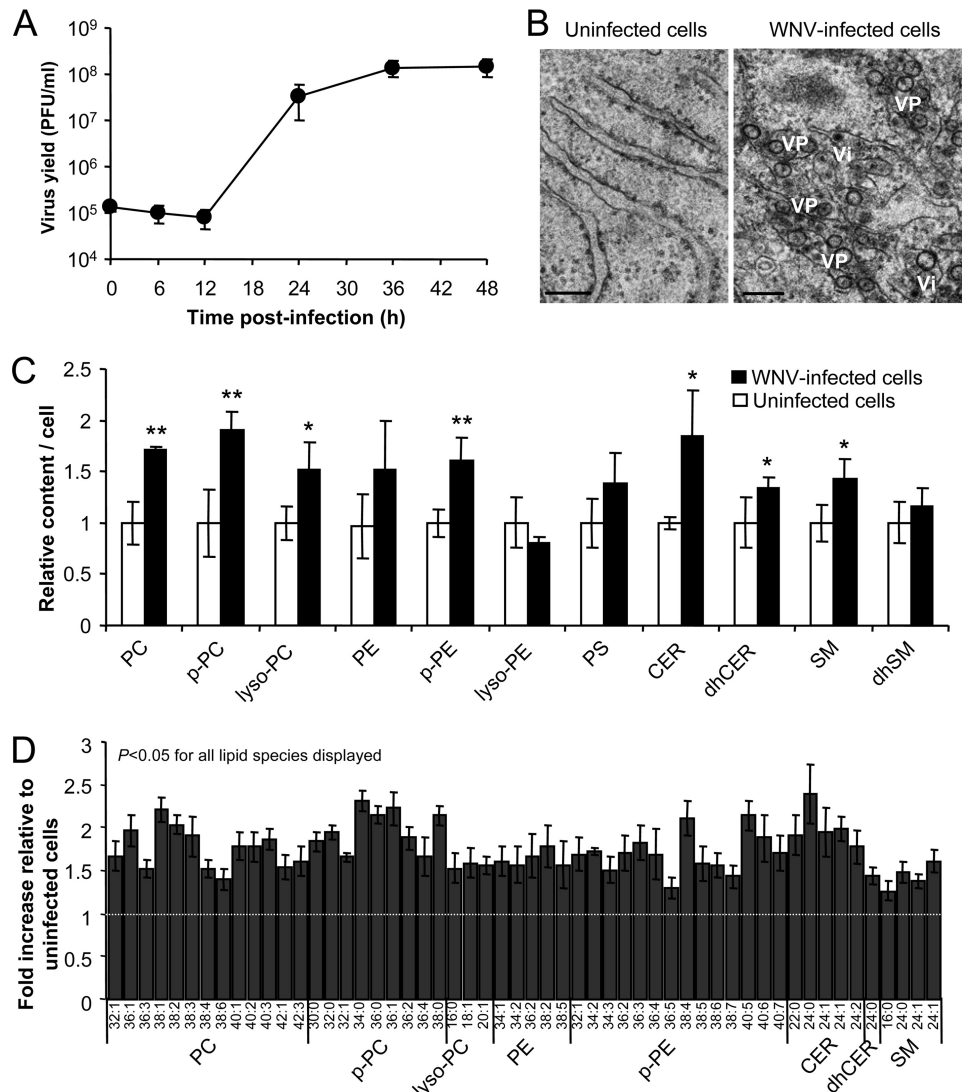 A
10⁹
10⁸
10⁷
10⁶
10⁵
10⁴
Virus yield (PFU/ml)
0 6 12 18 24 30 36 42 48
Time post-infection (h)
B
Uninfected cells
WNV-infected cells
VP
VP
Vi
VP
VP
Vi
C
2.5
2
1.5
1
0.5
0
Relative content / cell
** ** * ** * * *
WNV-infected cells
Uninfected cells
PC p-PC lyso-PC PE p-PE lyso-PE PS CER dhCER SM dhSM
D
3
2.5
2
1.5
1
0.5
0
Fold increase relative to
uninfected cells
P<0.05 for all lipid species displayed
32:1 36:1 36:3 38:1 38:2 38:3 38:4 38:6 40:1 40:2 40:3 42:1 42:3 30:0 32:0 32:1 34:0 36:0 36:1 36:2 36:4 38:0 16:0 18:1 20:1 34:1 34:2 36:2 38:2 38:5 32:1 34:2 34:3 36:2 36:3 36:4 36:5 38:4 38:5 38:6 38:7 40:5 40:6 40:7 22:0 24:0 24:1 24:1 24:2 24:0 16:0 24:0 24:1 24:1
PC p-PC lyso-PC PE p-PE CER dhCER SM